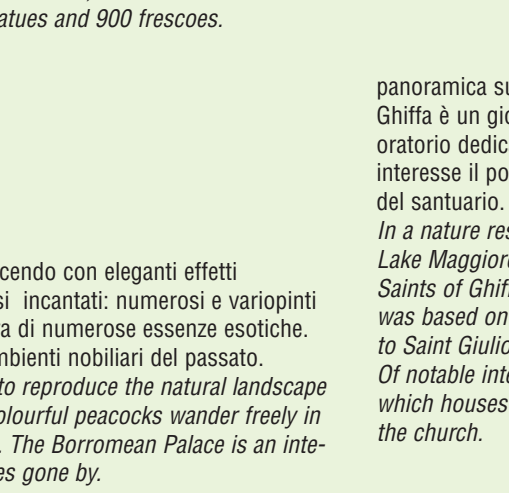 atues and 900 frescoes.
cendo con eleganti effetti
si incantati: numerosi e variopinti
a di numerose essenze esotiche.
mbienti nobiliari del passato.
to reproduce the natural landscape
olourful peacocks wander freely in
. The Borromean Palace is an inte-
es gone by.
panoramica su
Ghiffa è un gio
oratorio dedica
interesse il po
del santuario.
In a nature res
Lake Maggiore
Saints of Ghiff
was based on
to Saint Giulio
Of notable inte
which houses
the church.